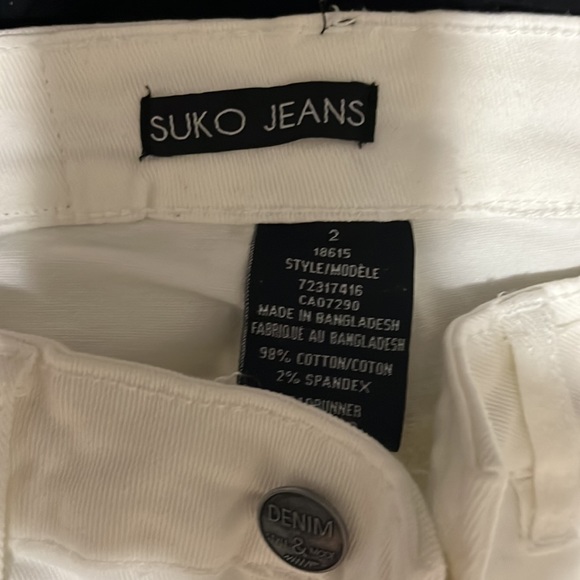 SUKO JEANS
2
18615
STYLE/MODÈLE
72317416
CA07290
MADE IN BANGLADESH
FABRIQUÉ AU BANGLADESH
98% COTTON/COTON
2% SPANDEX
DENIM
&